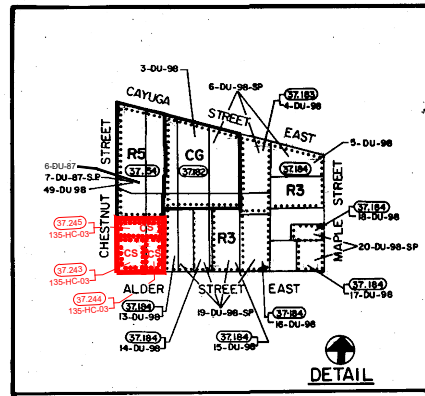 3-DU-98
6-DU-98-SP
CAYUGA
STREET
EAST
37.183
4-DU-98
5-DU-98
CHESTNUT STREET
6-DU-87
7-DU-87-S.P
49-DU 98
R5
CG
37.182
37.184
R3
MAPLE STREET
37.184
18-DU-98
20-DU-98-SP
37.184
17-DU-98
37.245
135-HC-03
CS
CS
CS
37.243
135-HC-03
37.244
135-HC-03
R3
ALDER
STREET
EAST
37.184
13-DU-98
19-DU-98-SP
37.184
16-DU-98
37.184
14-DU-98
37.184
15-DU-98
DETAIL